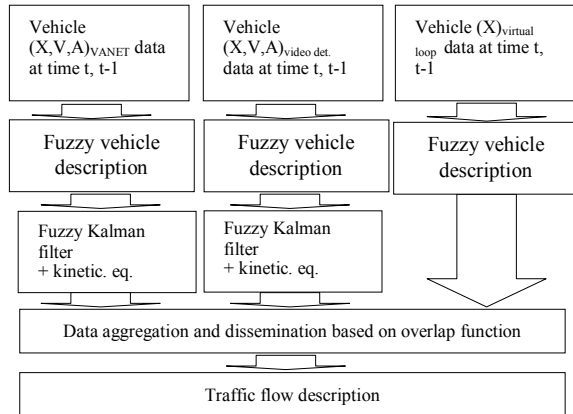 Vehicle
(X,V,A)VANET data
at time t, t-1
Vehicle
(X,V,A)video det.
data at time t, t-1
Vehicle (X)virtual
loop data at time t,
t-1
Fuzzy vehicle
description
Fuzzy vehicle
description
Fuzzy vehicle
description
Fuzzy Kalman
filter
+ kinetic. eq.
Fuzzy Kalman
filter
+ kinetic. eq.
Data aggregation and dissemination based on overlap function
Traffic flow description